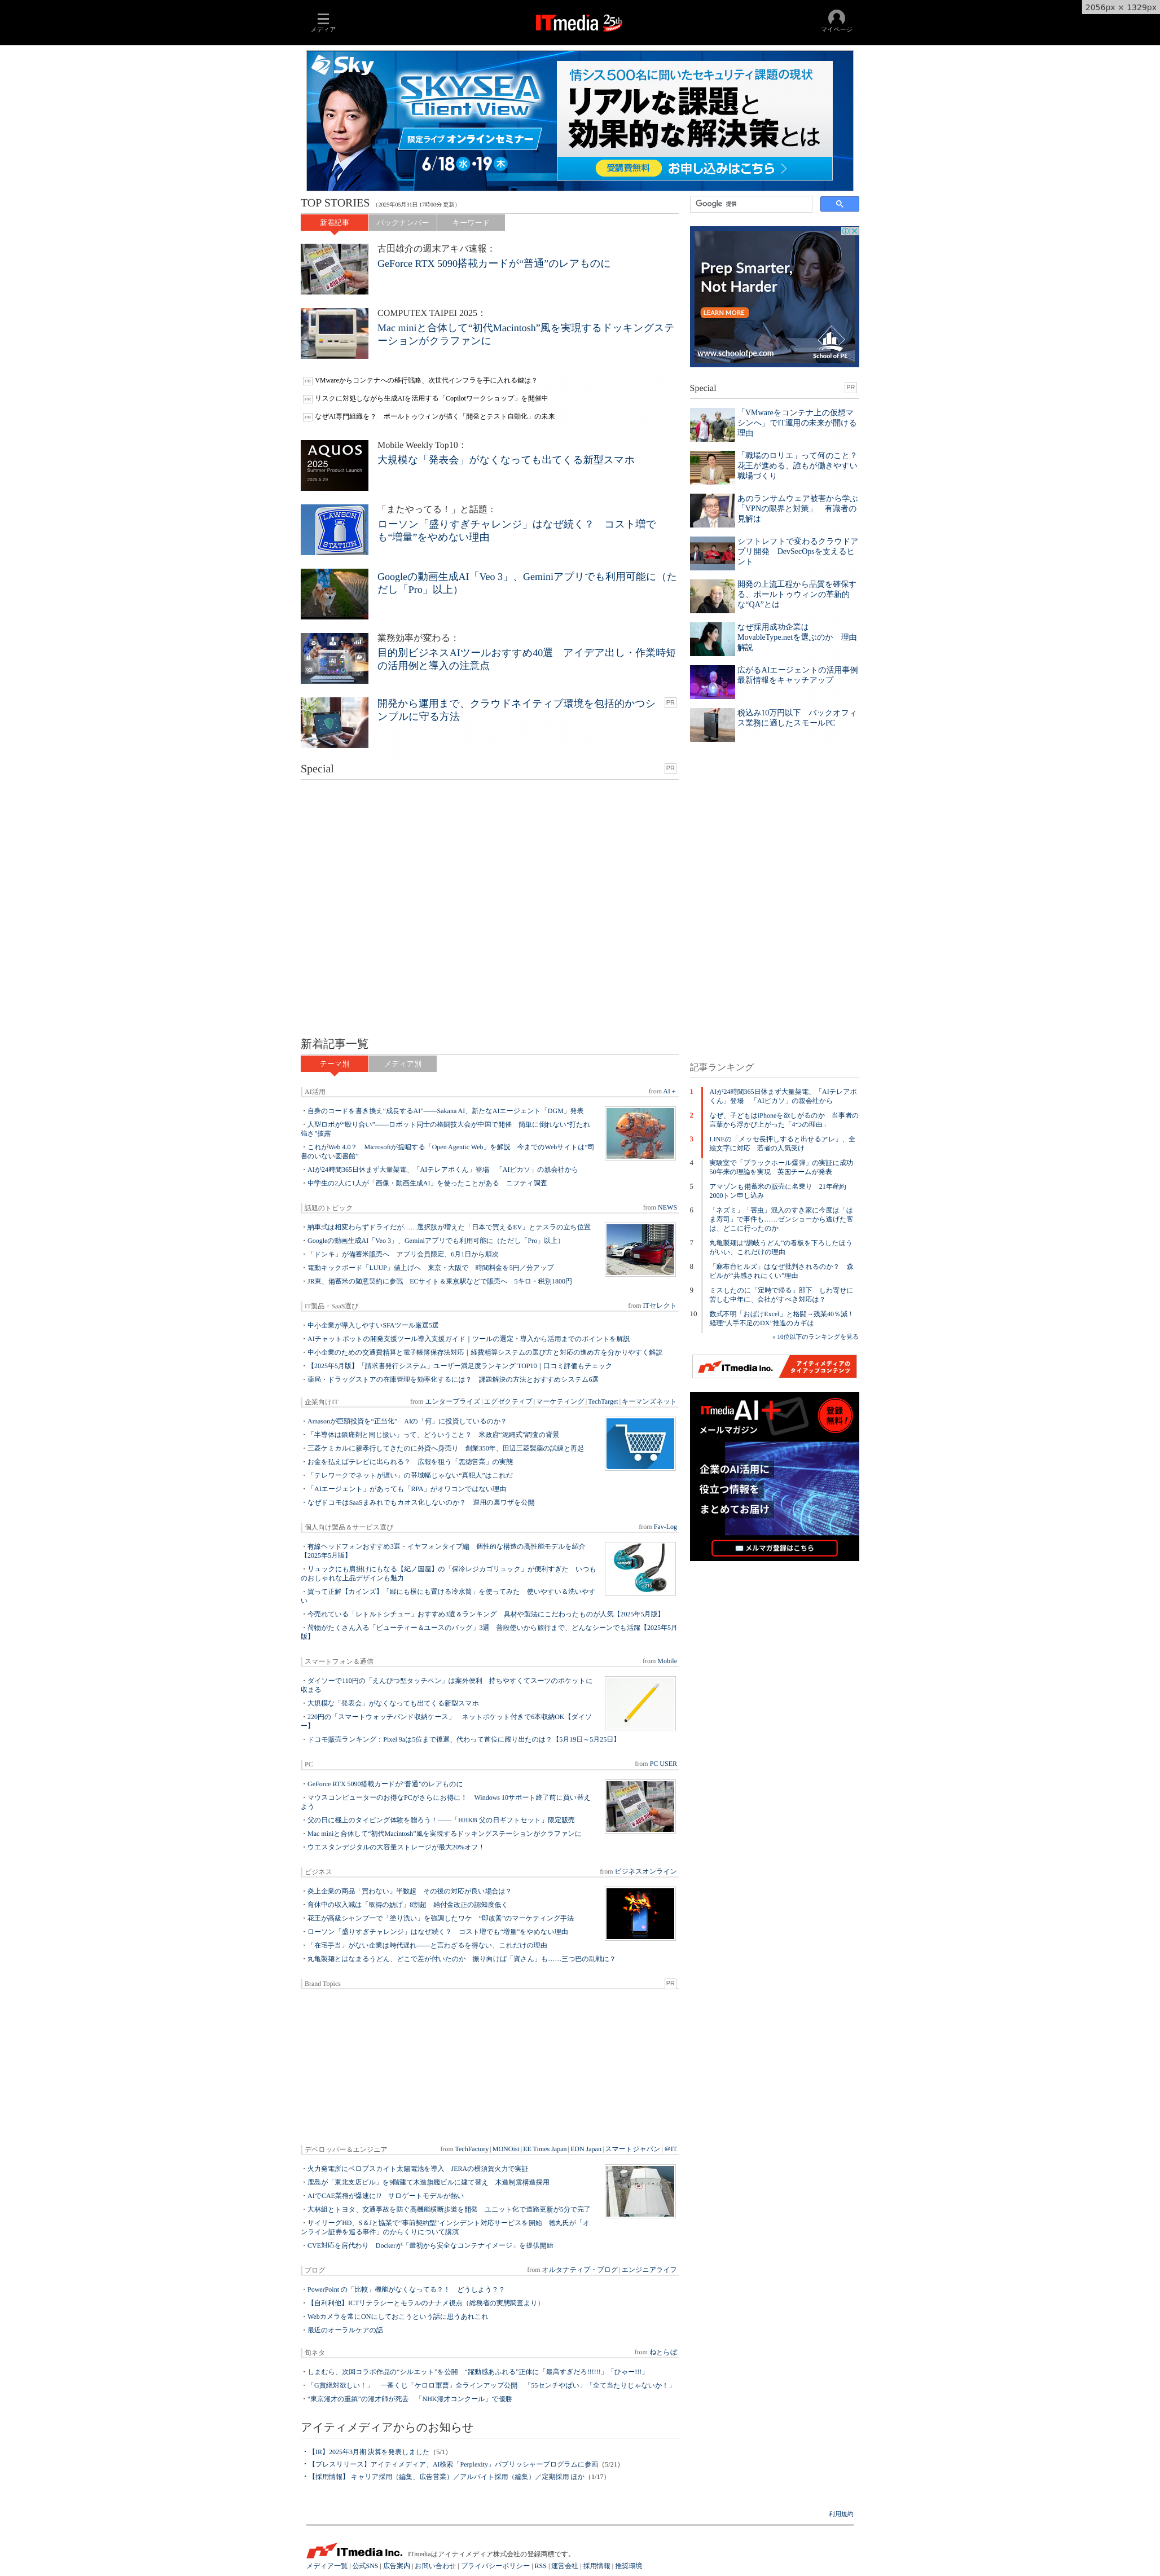 2056px × 1329px
メディア
ITmedia 25th
マイページ
Sky
SKYSEA
Client View
限定ライブ オンラインセミナー
6/18水・19木
情シス500名に聞いたセキュリティ課題の現状
リアルな課題と
効果的な解決策とは
受講費無料 お申し込みはこちら
TOP STORIES （2025年05月31日 17時00分 更新）
新着記事 バックナンバー キーワード
古田雄介の週末アキバ速報：
GeForce RTX 5090搭載カードが“普通”のレアものに
COMPUTEX TAIPEI 2025：
Mac miniと合体して“初代Macintosh”風を実現するドッキングステ
ーションがクラファンに
PR VMwareからコンテナへの移行戦略、次世代インフラを手に入れる鍵は？
PR リスクに対処しながら生成AIを活用する「Copilotワークショップ」を開催中
PR なぜAI専門組織を？　ポールトゥウィンが描く「開発とテスト自動化」の未来
Mobile Weekly Top10：
大規模な「発表会」がなくなっても出てくる新型スマホ
AQUOS
2025
Summer Product Launch
2025.5.29
「またやってる！」と話題：
ローソン「盛りすぎチャレンジ」はなぜ続く？　コスト増で
も“増量”をやめない理由
LAWSON
STATION
Googleの動画生成AI「Veo 3」、Geminiアプリでも利用可能に（た
だし「Pro」以上）
業務効率が変わる：
目的別ビジネスAIツールおすすめ40選　アイデア出し・作業時短
の活用例と導入の注意点
開発から運用まで、クラウドネイティブ環境を包括的かつシ
ンプルに守る方法
PR
Special
PR
Google 提供
Prep Smarter,
Not Harder
LEARN MORE
www.schoolofpe.com
School of PE
Special
PR
「VMwareをコンテナ上の仮想マ
シンへ」でIT運用の未来が開ける
理由
「職場のロリエ」って何のこと？
花王が進める、誰もが働きやすい
職場づくり
あのランサムウェア被害から学ぶ
「VPNの限界と対策」　有識者の
見解は
シフトレフトで変わるクラウドア
プリ開発　DevSecOpsを支えるヒ
ント
開発の上流工程から品質を確保す
る、ポールトゥウィンの革新的
な“QA”とは
なぜ採用成功企業は
MovableType.netを選ぶのか　理由
解説
広がるAIエージェントの活用事例
最新情報をキャッチアップ
税込み10万円以下　バックオフィ
ス業務に適したスモールPC
新着記事一覧
テーマ別 メディア別
AI活用
from AI＋
・自身のコードを書き換え“成長するAI”——Sakana AI、新たなAIエージェント「DGM」発表
・人型ロボが“殴り合い”——ロボット同士の格闘技大会が中国で開催　簡単に倒れない“打たれ
強さ”披露
・これがWeb 4.0？　Microsoftが提唱する「Open Agentic Web」を解説　今までのWebサイトは“司
書のいない図書館”
・AIが24時間365日休まず大量架電、「AIテレアポくん」登場　「AIピカソ」の親会社から
・中学生の2人に1人が「画像・動画生成AI」を使ったことがある　ニフティ調査
話題のトピック
from NEWS
・納車式は相変わらずドライだが……選択肢が増えた「日本で買えるEV」とテスラの立ち位置
・Googleの動画生成AI「Veo 3」、Geminiアプリでも利用可能に（ただし「Pro」以上）
・「ドンキ」が備蓄米販売へ　アプリ会員限定、6月1日から順次
・電動キックボード「LUUP」値上げへ　東京・大阪で　時間料金を5円／分アップ
・JR東、備蓄米の随意契約に参戦　ECサイト＆東京駅などで販売へ　5キロ・税別1800円
IT製品・SaaS選び
from ITセレクト
・中小企業が導入しやすいSFAツール厳選5選
・AIチャットボットの開発支援ツール導入支援ガイド｜ツールの選定・導入から活用までのポイントを解説
・中小企業のための交通費精算と電子帳簿保存法対応｜経費精算システムの選び方と対応の進め方を分かりやすく解説
・【2025年5月版】「請求書発行システム」ユーザー満足度ランキング TOP10｜口コミ評価もチェック
・薬局・ドラッグストアの在庫管理を効率化するには？　課題解決の方法とおすすめシステム6選
企業向けIT
from エンタープライズ | エグゼクティブ | マーケティング | TechTarget | キーマンズネット
・Amazonが巨額投資を“正当化”　AIの「何」に投資しているのか？
・「半導体は鎮痛剤と同じ扱い」って、どういうこと？　米政府“泥縄式”調査の背景
・三菱ケミカルに親孝行してきたのに外資へ身売り　創業350年、田辺三菱製薬の試練と再起
・お金を払えばテレビに出られる？　広報を狙う「悪徳営業」の実態
・「テレワークでネットが遅い」の帯域幅じゃない“真犯人”はこれだ
・「AIエージェント」があっても「RPA」がオワコンではない理由
・なぜドコモはSaaSまみれでもカオス化しないのか？　運用の裏ワザを公開
個人向け製品＆サービス選び
from Fav-Log
・有線ヘッドフォンおすすめ3選・イヤフォンタイプ編　個性的な構造の高性能モデルを紹介
【2025年5月版】
・リュックにも肩掛けにもなる【紀ノ国屋】の「保冷レジカゴリュック」が便利すぎた　いつも
のおしゃれな上品デザインも魅力
・買って正解【カインズ】「縦にも横にも置ける冷水筒」を使ってみた　使いやすい＆洗いやす
い
・今売れている「レトルトシチュー」おすすめ3選＆ランキング　具材や製法にこだわったものが人気【2025年5月版】
・荷物がたくさん入る「ビューティー＆ユースのバッグ」3選　普段使いから旅行まで、どんなシーンでも活躍【2025年5月
版】
スマートフォン＆通信
from Mobile
・ダイソーで110円の「えんぴつ型タッチペン」は案外便利　持ちやすくてスーツのポケットに
収まる
・大規模な「発表会」がなくなっても出てくる新型スマホ
・220円の「スマートウォッチバンド収納ケース」　ネットポケット付きで6本収納OK【ダイソ
ー】
・ドコモ販売ランキング：Pixel 9aは5位まで後退、代わって首位に躍り出たのは？【5月19日～5月25日】
PC
from PC USER
・GeForce RTX 5090搭載カードが“普通”のレアものに
・マウスコンピューターのお得なPCがさらにお得に！　Windows 10サポート終了前に買い替え
よう
・父の日に極上のタイピング体験を贈ろう！——「HHKB 父の日ギフトセット」限定販売
・Mac miniと合体して“初代Macintosh”風を実現するドッキングステーションがクラファンに
・ウエスタンデジタルの大容量ストレージが最大20%オフ！
ビジネス
from ビジネスオンライン
・炎上企業の商品「買わない」半数超　その後の対応が良い場合は？
・育休中の収入減は「取得の妨げ」8割超　給付金改正の認知度低く
・花王が高級シャンプーで「塗り洗い」を強調したワケ　“即改善”のマーケティング手法
・ローソン「盛りすぎチャレンジ」はなぜ続く？　コスト増でも“増量”をやめない理由
・「在宅手当」がない企業は時代遅れ——と言わざるを得ない、これだけの理由
・丸亀製麺とはなまるうどん、どこで差が付いたのか　振り向けば「資さん」も……三つ巴の乱戦に？
Brand Topics
PR
デベロッパー＆エンジニア
from TechFactory | MONOist | EE Times Japan | EDN Japan | スマートジャパン | ＠IT
・火力発電所にペロブスカイト太陽電池を導入　JERAの横須賀火力で実証
・鹿島が「東北支店ビル」を9階建て木造旗艦ビルに建て替え　木造制震構造採用
・AIでCAE業務が爆速に!?　サロゲートモデルが熱い
・大林組とトヨタ、交通事故を防ぐ高機能横断歩道を開発　ユニット化で道路更新が5分で完了
・サイリーグHD、S＆Jと協業で“事前契約型”インシデント対応サービスを開始　徳丸氏が「オ
ンライン証券を巡る事件」のからくりについて講演
・CVE対応を肩代わり　Dockerが「最初から安全なコンテナイメージ」を提供開始
ブログ
from オルタナティブ・ブログ | エンジニアライフ
・PowerPoint の「比較」機能がなくなってる？！　どうしよう？？
・【自利利他】ICTリテラシーとモラルのナナメ視点（総務省の実態調査より）
・Webカメラを常にONにしておこうという話に思うあれこれ
・最近のオーラルケアの話
旬ネタ
from ねとらぼ
・しまむら、次回コラボ作品の“シルエット”を公開　“躍動感あふれる”正体に「最高すぎだろ!!!!!!」「ひゃー!!!」
・「G賞絶対欲しい！」　一番くじ「ケロロ軍曹」全ラインアップ公開　「55センチやばい」「全て当たりじゃないか！」
・“東京漫才の重鎮”の漫才師が死去　「NHK漫才コンクール」で優勝
アイティメディアからのお知らせ
・【IR】2025年3月期 決算を発表しました（5/1）
・【プレスリリース】アイティメディア、AI検索「Perplexity」パブリッシャープログラムに参画（5/21）
・【採用情報】 キャリア採用（編集、広告営業）／アルバイト採用（編集）／定期採用 ほか（1/17）
記事ランキング
1 AIが24時間365日休まず大量架電、「AIテレアポ
くん」登場　「AIピカソ」の親会社から
2 なぜ、子どもはiPhoneを欲しがるのか　当事者の
言葉から浮かび上がった「4つの理由」
3 LINEの「メッセ長押しすると出せるアレ」、全
絵文字に対応　若者の人気受け
4 実験室で「ブラックホール爆弾」の実証に成功
50年来の理論を実現　英国チームが発表
5 アマゾンも備蓄米の販売に名乗り　21年産約
2000トン申し込み
6 「ネズミ」「害虫」混入のすき家に今度は「は
ま寿司」で事件も……ゼンショーから逃げた客
は、どこに行ったのか
7 丸亀製麺は“讃岐うどん”の看板を下ろしたほう
がいい、これだけの理由
8 「麻布台ヒルズ」はなぜ批判されるのか？　森
ビルが“共感されにくい”理由
9 ミスしたのに「定時で帰る」部下　しわ寄せに
苦しむ中年に、会社がすべき対応は？
10 数式不明「おばけExcel」と格闘→残業40％減！
経理“人手不足のDX”推進のカギは
» 10位以下のランキングを見る
ITmedia Inc. アイティメディアの
タイアップコンテンツ
ITmedia AI＋
メールマガジン
登録
無料！
企業のAI活用に
役立つ情報を
まとめてお届け
メルマガ登録はこちら
利用規約
ITmedia Inc. ITmediaはアイティメディア株式会社の登録商標です。
メディア一覧 | 公式SNS | 広告案内 | お問い合わせ | プライバシーポリシー | RSS | 運営会社 | 採用情報 | 推奨環境